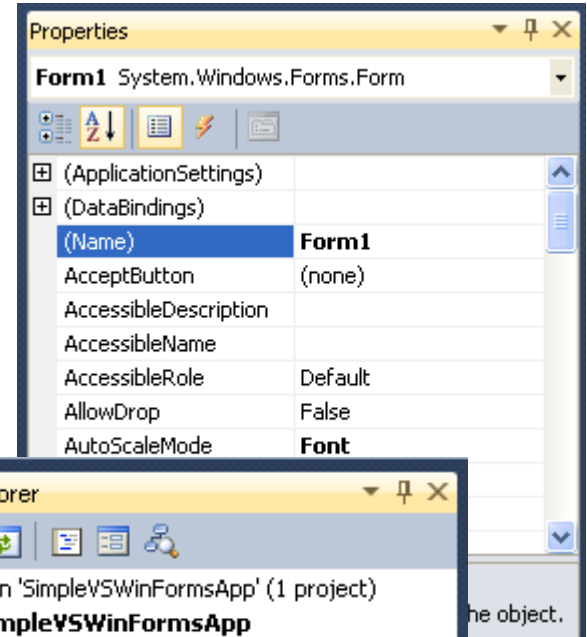 Properties
Form1 System.Windows.Forms.Form
A
Z
(ApplicationSettings)
(DataBindings)
(Name) Form1
AcceptButton (none)
AccessibleDescription
AccessibleName
AccessibleRole Default
AllowDrop False
AutoScaleMode Font
orer
n 'SimpleVSWinFormsApp' (1 project)
mpleVSWinFormsApp
he object.